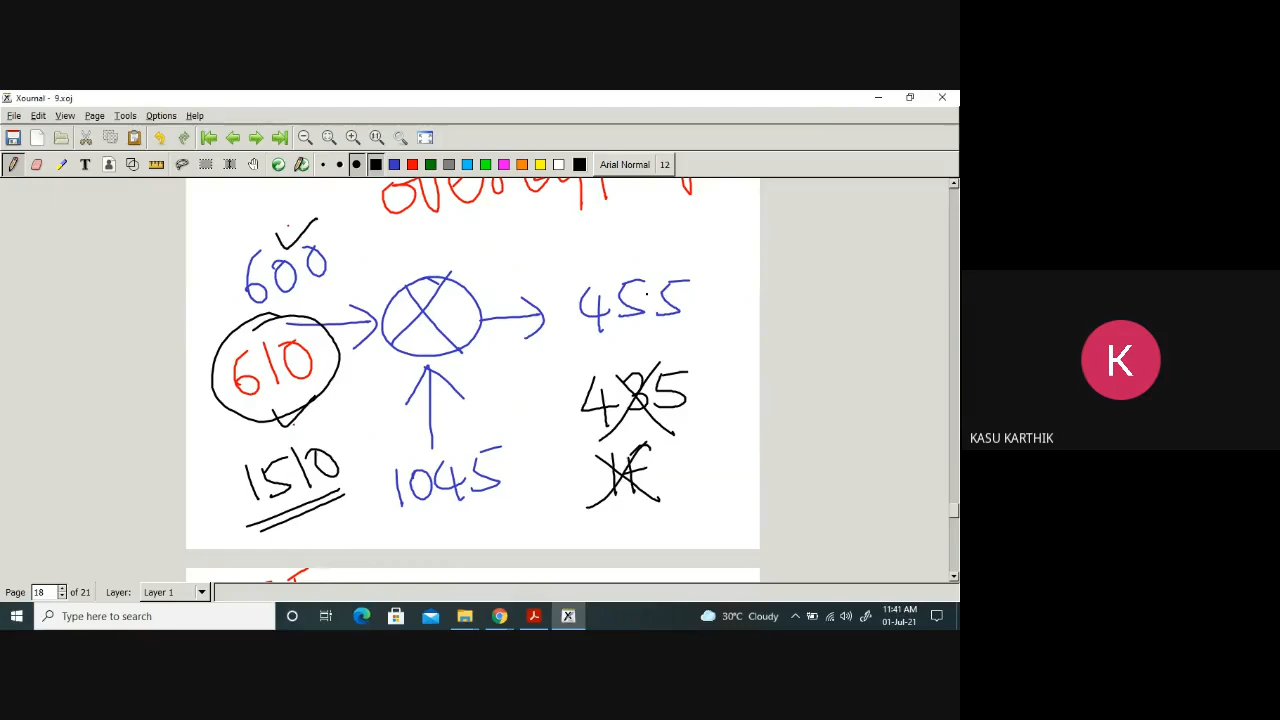 Xournal - 9.xoj
File Edit View Page Tools Options Help
Arial Normal 12
600
455
610
435
1510
1045
Page 18 of 21 Layer: Layer 1
Type here to search
30°C Cloudy
11:41 AM
01-Jul-21
K
KASU KARTHIK